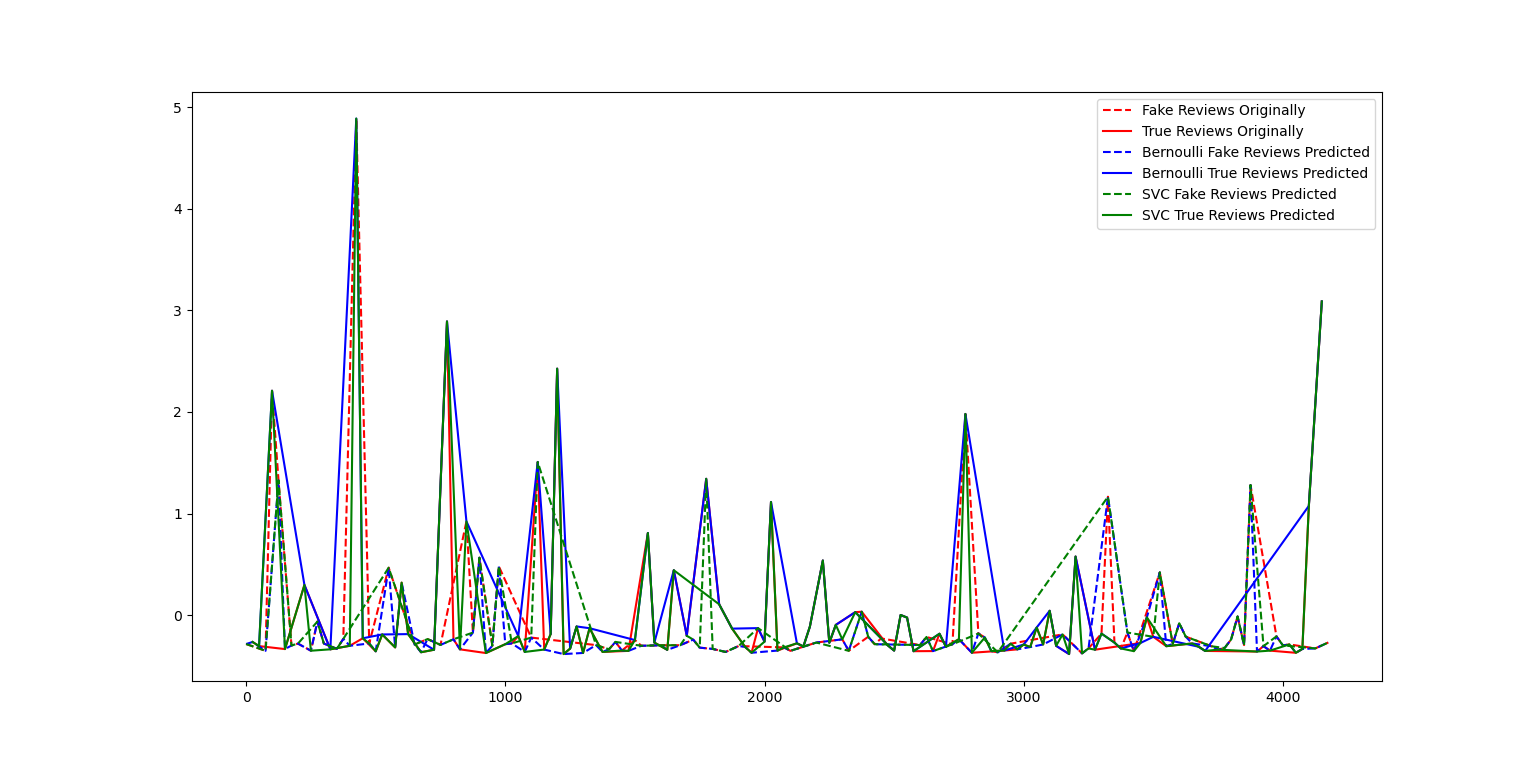 5
4
3
2
1
0
0 1000 2000 3000 4000
Fake Reviews Originally
True Reviews Originally
Bernoulli Fake Reviews Predicted
Bernoulli True Reviews Predicted
SVC Fake Reviews Predicted
SVC True Reviews Predicted